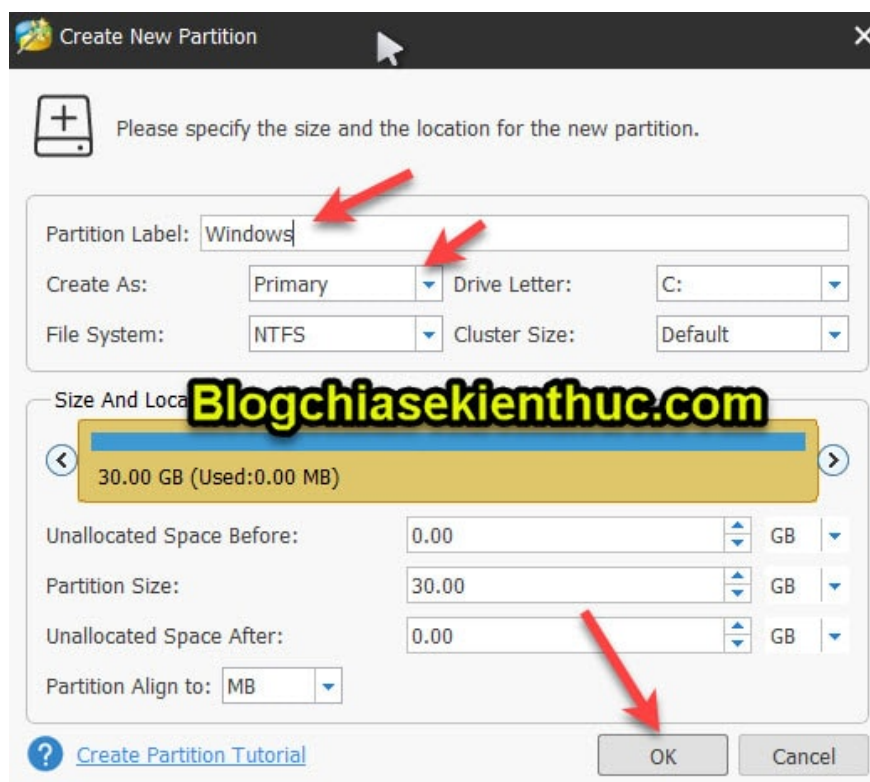 Create New Partition
Please specify the size and the location for the new partition.
Partition Label: Windows
Create As: Primary Drive Letter: C:
File System: NTFS Cluster Size: Default
Size And Loca
Blogchiasekienthuc.com
30.00 GB (Used:0.00 MB)
Unallocated Space Before: 0.00 GB
Partition Size: 30.00 GB
Unallocated Space After: 0.00 GB
Partition Align to: MB
? Create Partition Tutorial OK Cancel